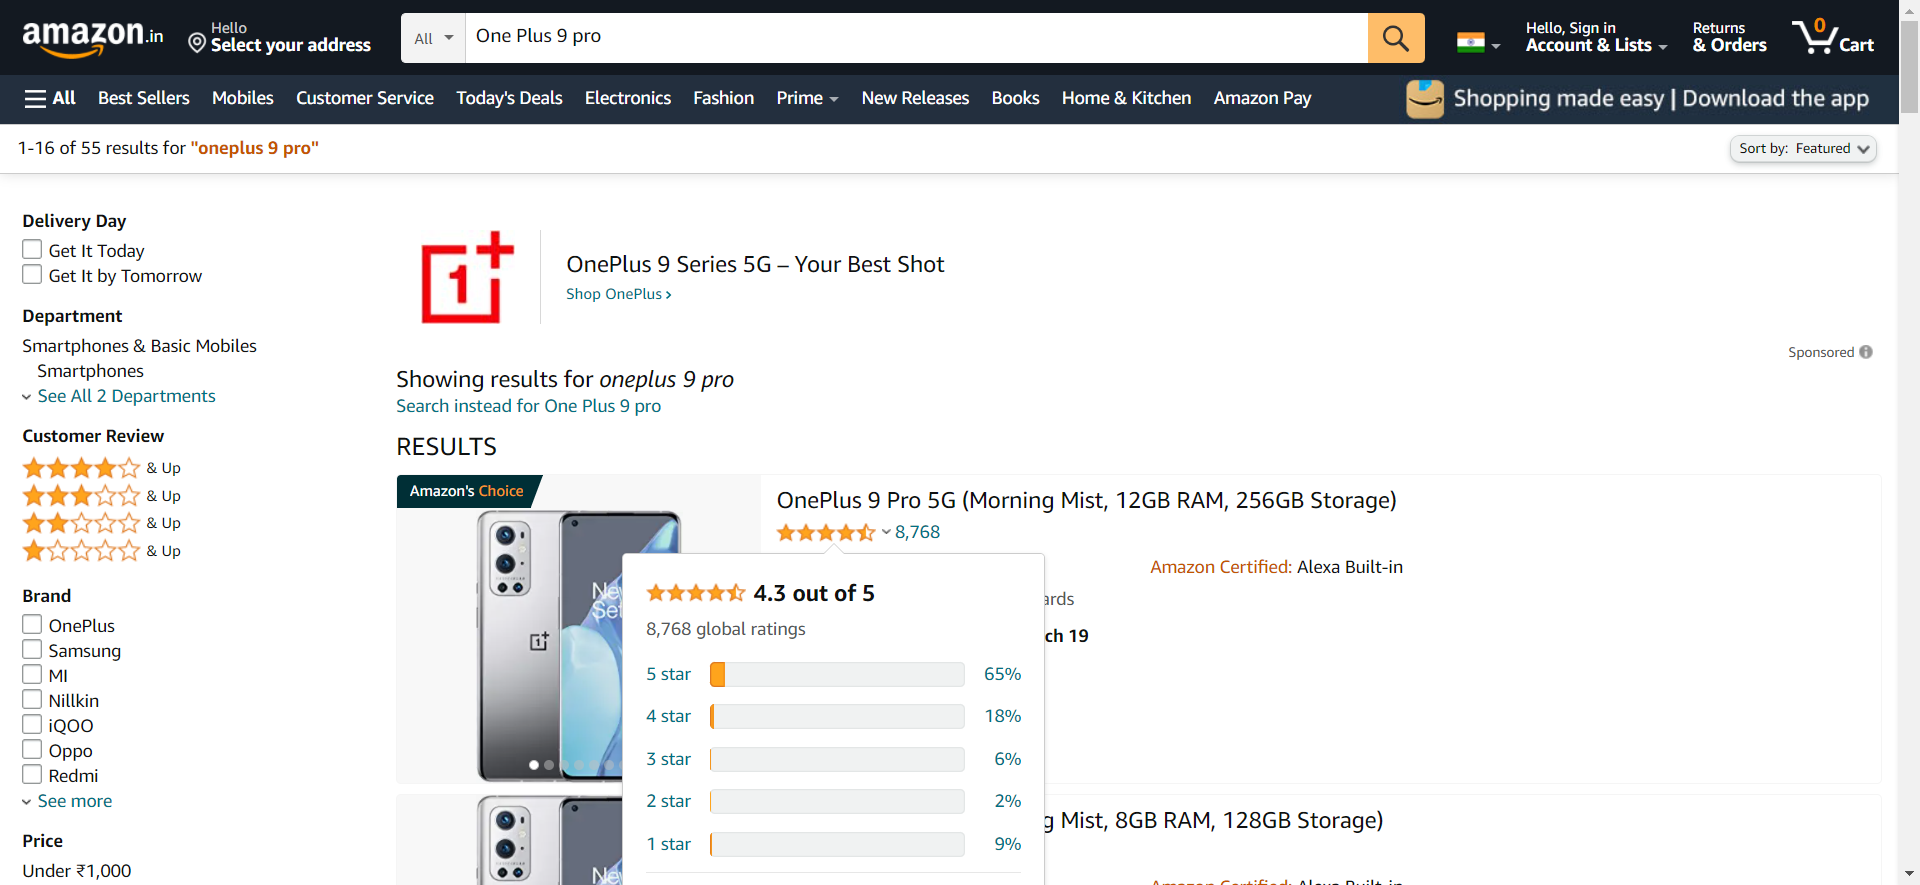 amazon.in
Hello
Select your address
All
One Plus 9 pro
Hello, Sign in
Account & Lists
Returns
& Orders
0
Cart
All
Best Sellers
Mobiles
Customer Service
Today's Deals
Electronics
Fashion
Prime
New Releases
Books
Home & Kitchen
Amazon Pay
Shopping made easy | Download the app
1-16 of 55 results for "oneplus 9 pro"
Sort by: Featured
Delivery Day
Get It Today
Get It by Tomorrow
Department
Smartphones & Basic Mobiles
Smartphones
See All 2 Departments
Customer Review
& Up
& Up
& Up
& Up
Brand
OnePlus
Samsung
MI
Nillkin
iQOO
Oppo
Redmi
See more
Price
Under ₹1,000
1+
OnePlus 9 Series 5G – Your Best Shot
Shop OnePlus ›
Sponsored
Showing results for oneplus 9 pro
Search instead for One Plus 9 pro
RESULTS
Amazon's Choice
OnePlus 9 Pro 5G (Morning Mist, 12GB RAM, 256GB Storage)
8,768
Amazon Certified: Alexa Built-in
ards
ch 19
4.3 out of 5
8,768 global ratings
5 star 65%
4 star 18%
3 star 6%
2 star 2%
1 star 9%
g Mist, 8GB RAM, 128GB Storage)
Amazon Certified: Alexa Built-in